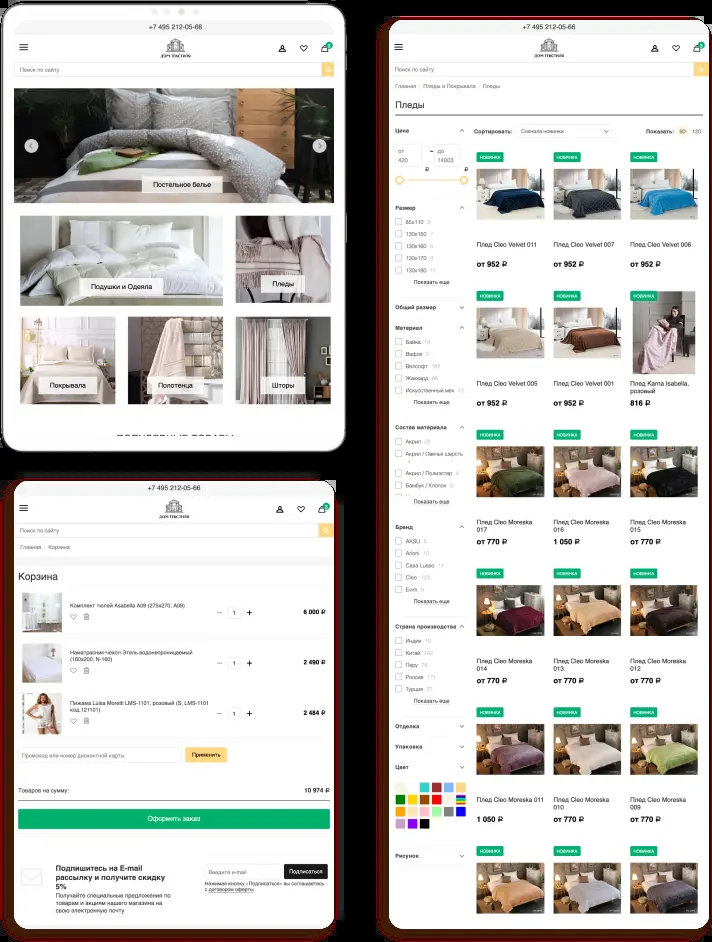 +7 495 212-05-66
3
ДОМ ТЕКСТИЛЯ
Поиск по сайту
Постельное белье
Подушки и Одеяла
Пледы
Покрывала
Полотенца
Шторы
ПОПУЛЯРНЫЕ ТОВАРЫ
+7 495 212-05-66
3
ДОМ ТЕКСТИЛЯ
Поиск по сайту
Главная Корзина
Корзина
Комплект тюлей Asabella A09 (275x270, A09)
1
6 000 ₽
Наматрасник-чехол Этель водонепроницаемый
(160x200, N-160)
1
2 490 ₽
Пижама Luisa Moretti LMS-1101, розовый (S, LMS-1101
код,121101)
1
2 484 ₽
Промокод или номер дисконтной карты
Применить
Товаров на сумму:
10 974 ₽
Оформить заказ
Подпишитесь на E-mail
рассылку и получите скидку
5%
Получайте специальные предложения по
товарам и акциям нашего магазина на
свою электронную почту
Введите e-mail
Подписаться
Нажимая кнопку «Подписаться» вы соглашаетесь
с договором оферты
+7 495 212-05-66
3
ДОМ ТЕКСТИЛЯ
Поиск по сайту
Главная Пледы и Покрывала Пледы
Пледы
Цена
от
420
–
до
14003
₽ ₽
Размер
85x110 3
130x150 7
130x160 6
130x170 3
130x180 11
Показать еще
Общий размер
Материал
Байка 14
Вафля 2
Велсофт
Жаккард
Искусственный мех 12
Показать еще
Состав материала
Акрил 29
Акрил / Овечья шерсть
4
Акрил / Полиэстер 4
Бамбук / Хлопок 3
Показать еще
Бренд
AKSU 5
Arloni 10
Casa Lusso 11
Cleo
Evim
Показать еще
Страна производства
Индия 10
Китай
Перу 76
Россия 171
Турция 77
Показать еще
Отделка
Упаковка
Цвет
Рисунок
Сортировать: Сначала новинки
Показать: 60 120
НОВИНКА
НОВИНКА
НОВИНКА
Плед Cleo Velvet 011
Плед Cleo Velvet 007
Плед Cleo Velvet 006
от 952 ₽
от 952 ₽
от 952 ₽
НОВИНКА
НОВИНКА
НОВИНКА
Плед Cleo Velvet 005
Плед Cleo Velvet 001
Плед Karna Isabella,
розовый
от 952 ₽
от 952 ₽
816 ₽
НОВИНКА
НОВИНКА
НОВИНКА
Плед Cleo Moreska
017
Плед Cleo Moreska
016
Плед Cleo Moreska
015
от 770 ₽
1 050 ₽
от 770 ₽
НОВИНКА
НОВИНКА
НОВИНКА
Плед Cleo Moreska
014
Плед Cleo Moreska
013
Плед Cleo Moreska
012
от 770 ₽
от 770 ₽
от 770 ₽
НОВИНКА
НОВИНКА
НОВИНКА
Плед Cleo Moreska 011
Плед Cleo Moreska
010
Плед Cleo Moreska
009
1 050 ₽
от 770 ₽
от 770 ₽
НОВИНКА
НОВИНКА
НОВИНКА